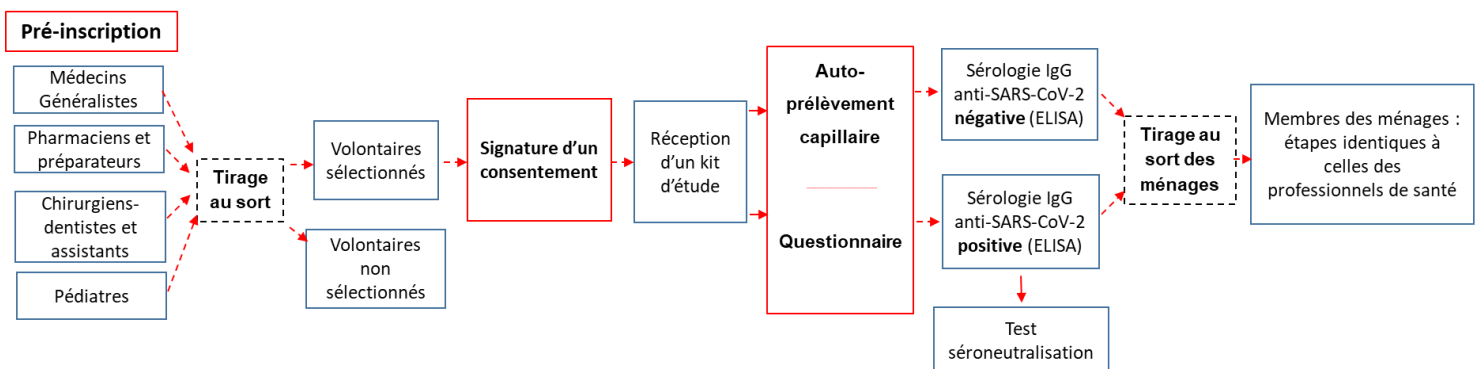 Pré-inscription
Médecins
Généralistes
Pharmaciens et
préparateurs
Chirurgiens-
dentistes et
assistants
Pédiatres
Tirage
au sort
Volontaires
sélectionnés
Volontaires
non
sélectionnés
Signature d’un
consentement
Réception
d’un kit
d’étude
Auto-
prélèvement
capillaire
Questionnaire
Sérologie IgG
anti-SARS-CoV-2
négative (ELISA)
Sérologie IgG
anti-SARS-CoV-2
positive (ELISA)
Test
séroneutralisation
Tirage au
sort des
ménages
Membres des ménages :
étapes identiques à
celles des
professionnels de santé